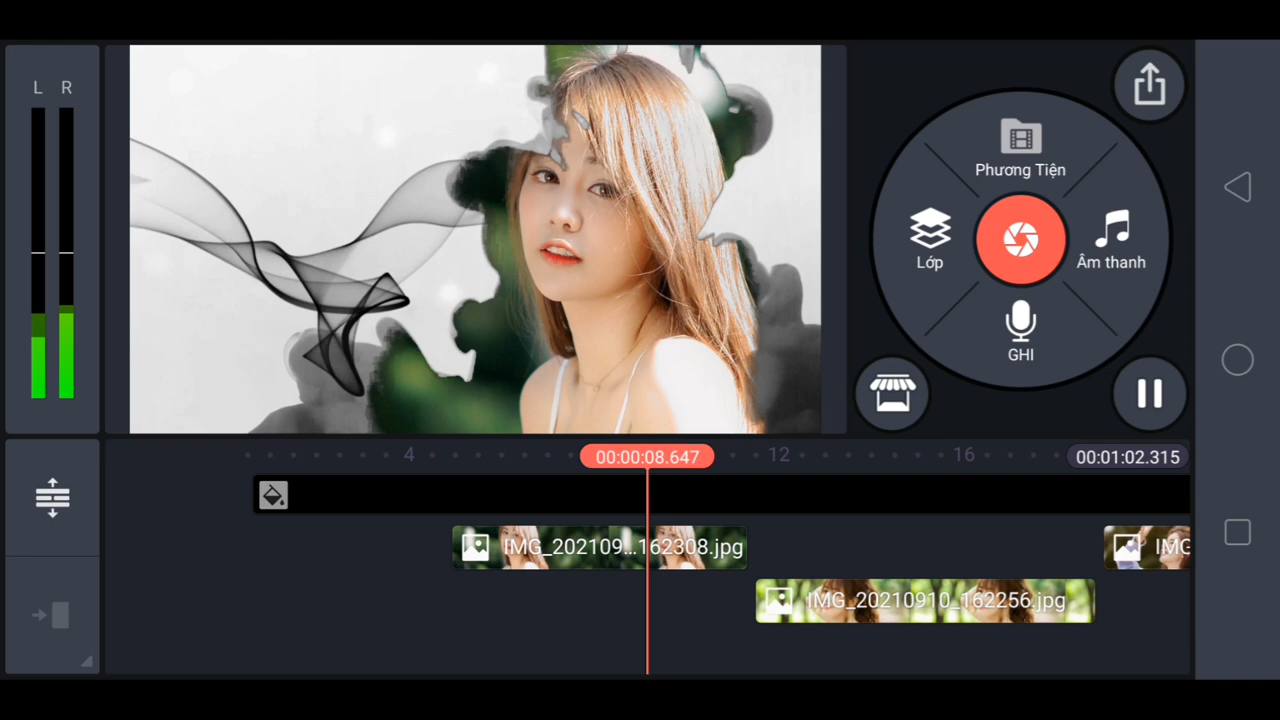 L R
Phương Tiện
Lớp
Âm thanh
GHI
4
00:00:08.647
12
16
00:01:02.315
IMG_202109...162308.jpg
IMG
IMG_20210910_162256.jpg